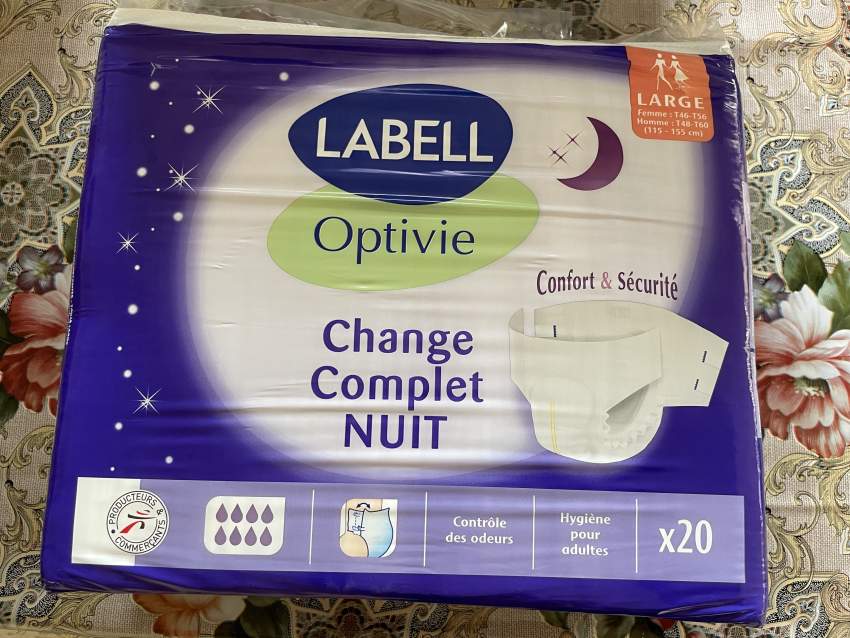 LARGE
Femme : T46-T56
Homme : T48-T60
(115 - 155 cm)
LABELL
Optivie
Confort & Sécurité
Change
Complet
NUIT
PRODUCTEURS &
COMMERÇANTS
Contrôle
des odeurs
Hygiène
pour
adultes
x20